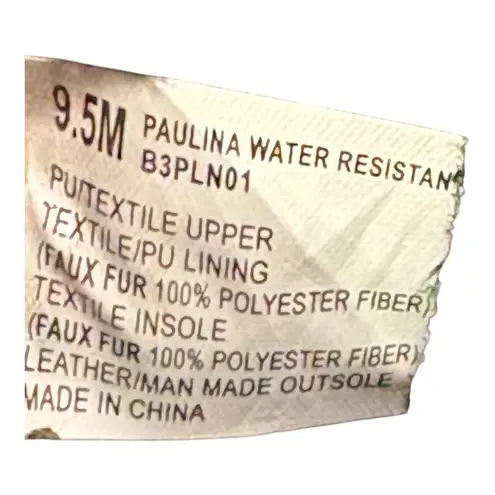 9.5M PAULINA WATER RESISTANT
B3PLN01
PU/TEXTILE UPPER
TEXTILE/PU LINING
(FAUX FUR 100% POLYESTER FIBER)
TEXTILE INSOLE
(FAUX FUR 100% POLYESTER FIBER)
LEATHER/MAN MADE OUTSOLE
MADE IN CHINA